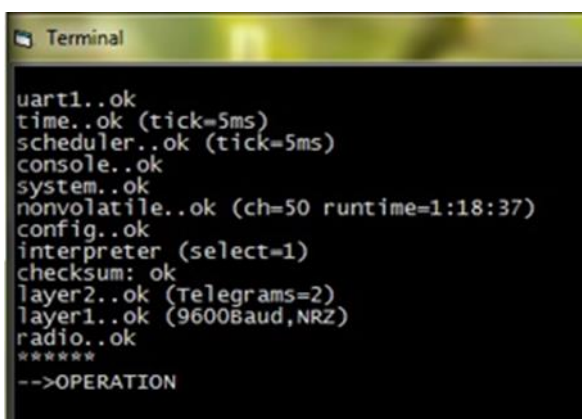 Terminal
uart1..ok
time..ok (tick=5ms)
scheduler..ok (tick=5ms)
console..ok
system..ok
nonvolatile..ok (ch=50 runtime=1:18:37)
config..ok
interpreter (select=1)
checksum: ok
layer2..ok (Telegrams=2)
layer1..ok (9600Baud,NRZ)
radio..ok
******
-->OPERATION